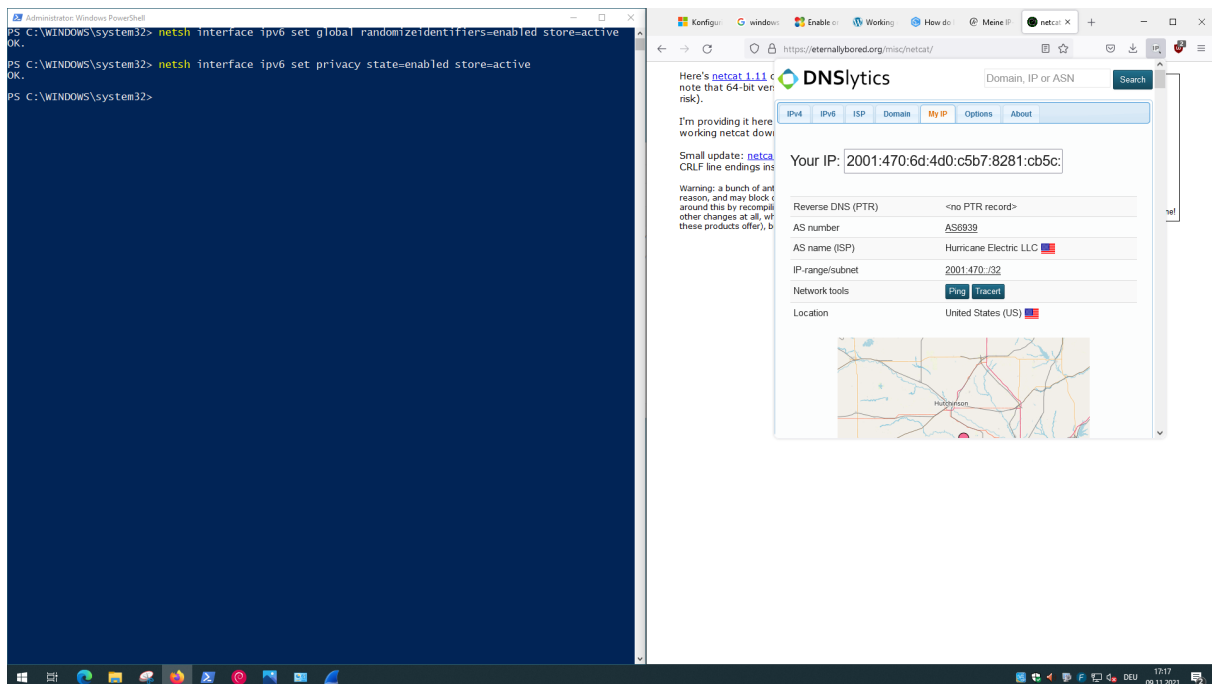 Administrator: Windows PowerShell
PS C:\WINDOWS\system32> netsh interface ipv6 set global randomizeidentifiers=enabled store=active
OK.
PS C:\WINDOWS\system32> netsh interface ipv6 set privacy state=enabled store=active
OK.
PS C:\WINDOWS\system32>
Konfigur
windows
Enable or
Working
How do
Meine IP
netcat
https://eternallybored.org/misc/netcat/
2
Here's netcat 1.11
note that 64-bit ver
risk).
I'm providing it here
working netcat dow
Small update: netca
CRLF line endings ins
Warning: a bunch of ant
reason, and may block
around this by recompili
other changes at all, wh
these products offer), b
ne!
DNSlytics
Domain, IP or ASN
Search
IPv4 IPv6 ISP Domain My IP Options About
Your IP: 2001:470:6d:4d0:c5b7:8281:cb5c:
Reverse DNS (PTR) <no PTR record>
AS number AS6939
AS name (ISP) Hurricane Electric LLC
IP-range/subnet 2001:470::/32
Network tools Ping Tracert
Location United States (US)
Hutchinson
DEU
17:17
09.11.2021